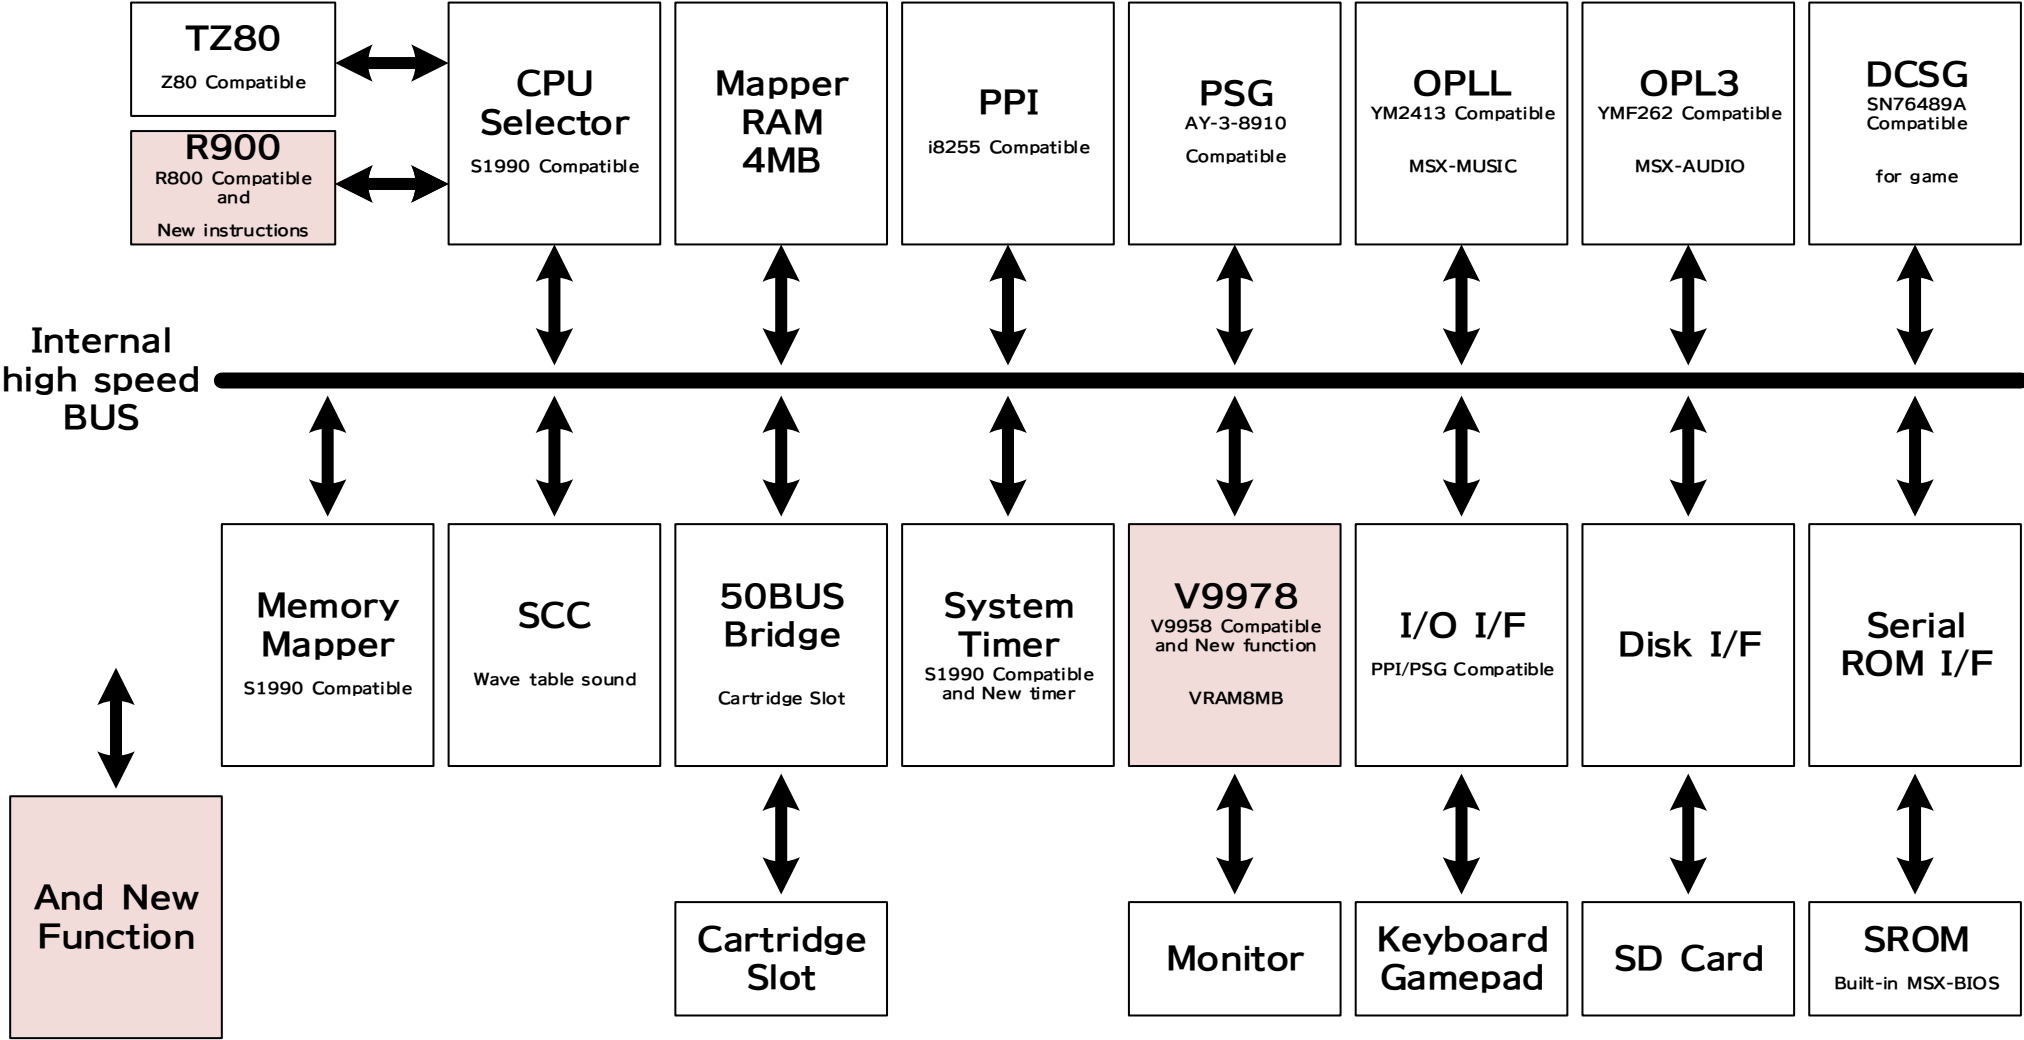 TZ80
Z80 Compatible
R900
R800 Compatible
and
New instructions
CPU
Selector
S1990 Compatible
Mapper
RAM
4MB
PPI
i8255 Compatible
PSG
AY-3-8910
Compatible
OPLL
YM2413 Compatible
MSX-MUSIC
OPL3
YMF262 Compatible
MSX-AUDIO
DCSG
SN76489A
Compatible
for game
Internal
high speed
BUS
Memory
Mapper
S1990 Compatible
SCC
Wave table sound
50BUS
Bridge
Cartridge Slot
System
Timer
S1990 Compatible
and New timer
V9978
V9958 Compatible
and New function
VRAM8MB
I/O I/F
PPI/PSG Compatible
Disk I/F
Serial
ROM I/F
And New
Function
Cartridge
Slot
Monitor
Keyboard
Gamepad
SD Card
SROM
Built-in MSX-BIOS